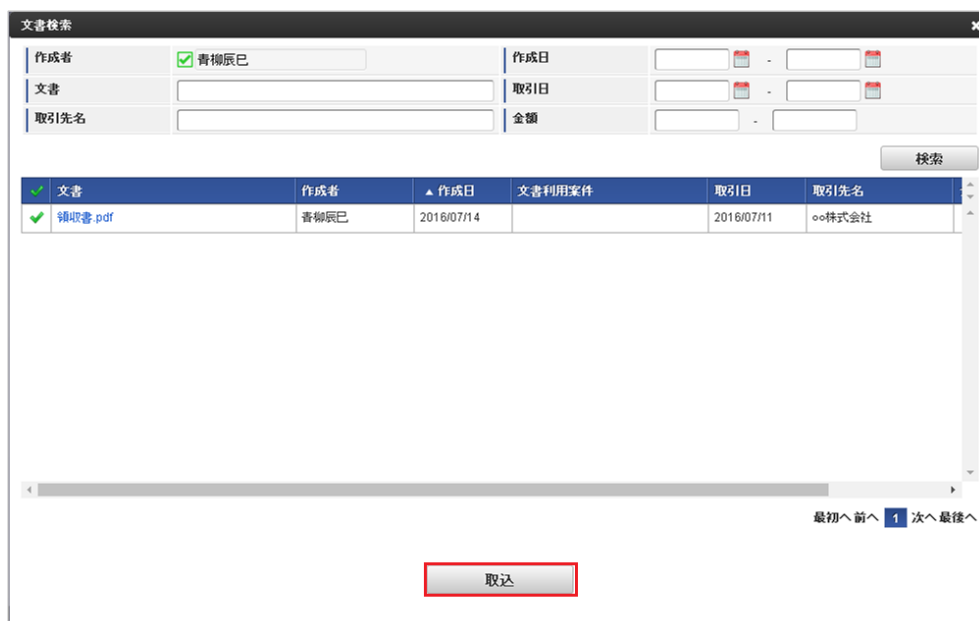 文書検索
作成者 青柳辰巳 作成日 -
文書 取引日 -
取引先名 金額 -
検索
文書 作成者 ▲ 作成日 文書利用案件 取引日 取引先名
領収書.pdf 青柳辰巳 2016/07/14 2016/07/11 ○○株式会社
最初へ 前へ 1 次へ 最後へ
取込